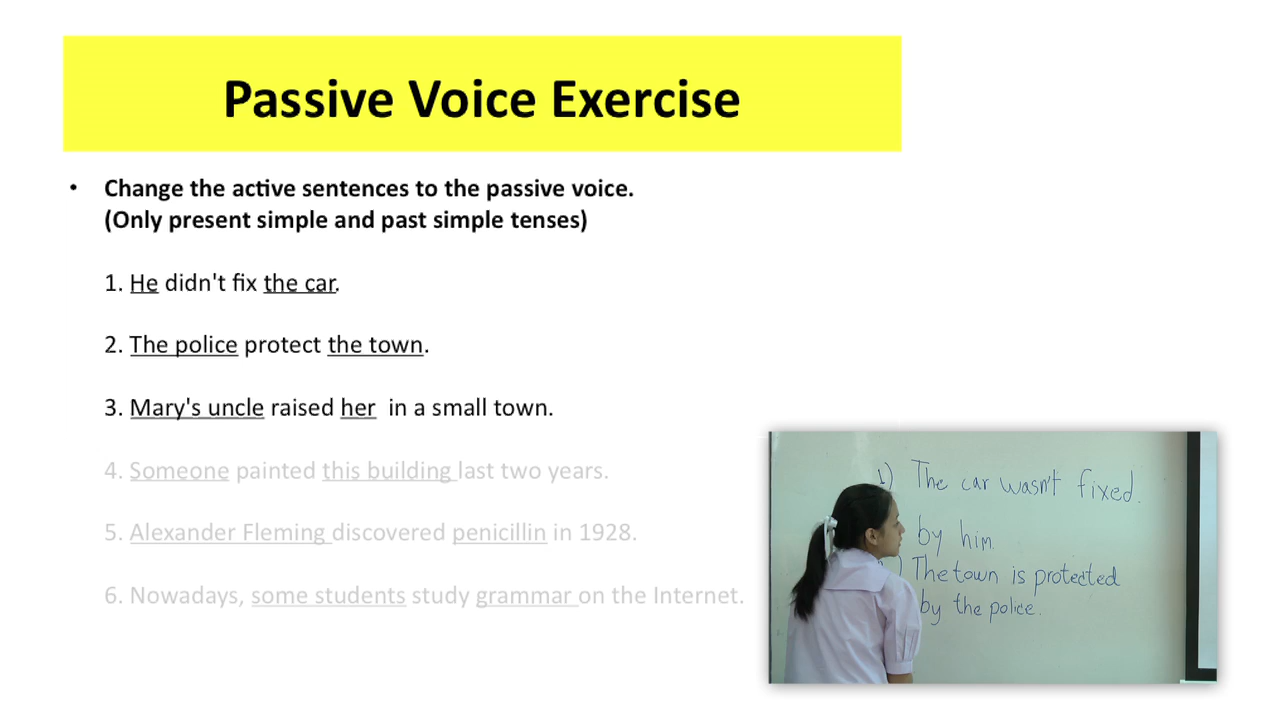 Passive Voice Exercise
• Change the active sentences to the passive voice.
(Only present simple and past simple tenses)
1. He didn't fix the car.
2. The police protect the town.
3. Mary's uncle raised her in a small town.
4. Someone painted this building last two years.
5. Alexander Fleming discovered penicillin in 1928.
6. Nowadays, some students study grammar on the Internet.
1) The car wasn't fixed.
by him
) The town is protected
by the police.